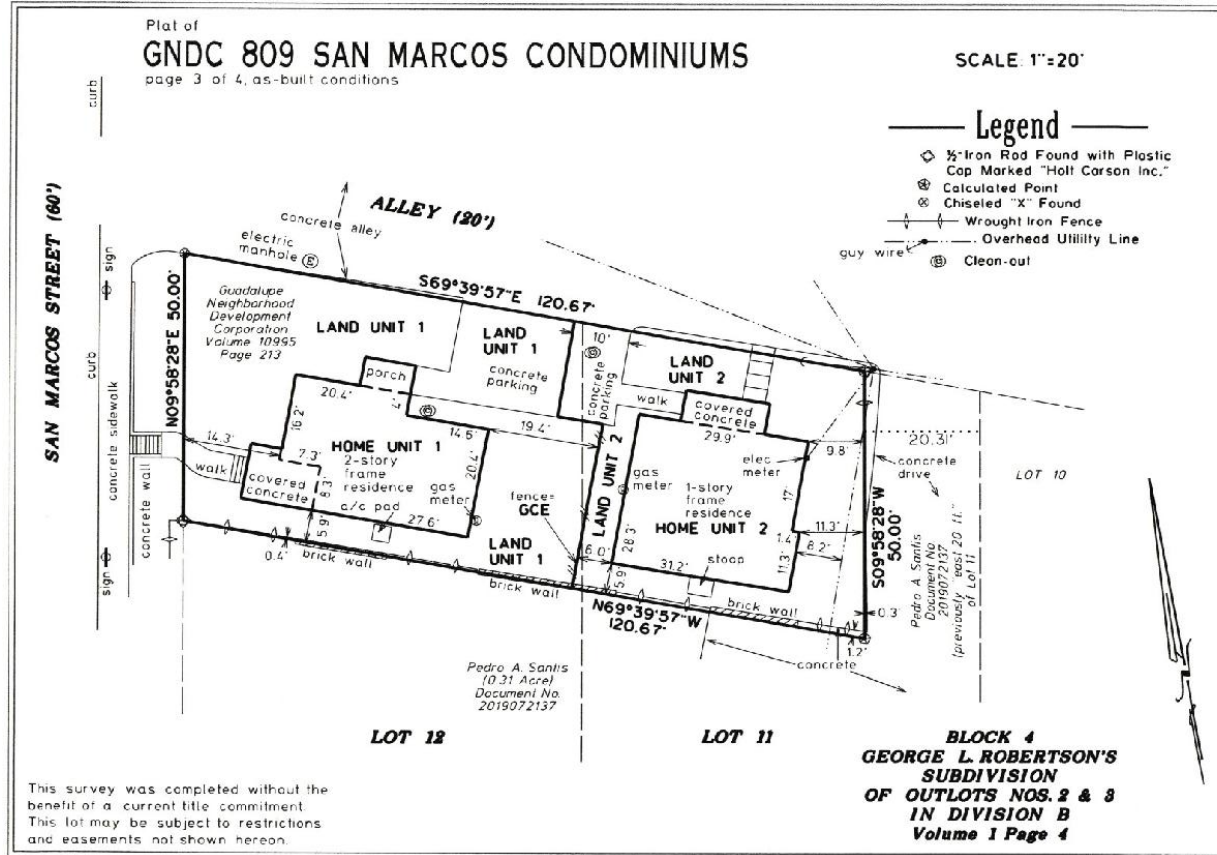 Plat of
GNDC 809 SAN MARCOS CONDOMINIUMS
page 3 of 4, as-built conditions
SCALE: 1"=20'
Legend
½-Iron Rod Found with Plastic
Cap Marked "Holt Carson Inc."
Calculated Point
Chiseled "X" Found
Wrought Iron Fence
Overhead Utility Line
guy wire
Clean-out
curb
SAN MARCOS STREET (60')
sign
curb
concrete sidewalk
sign
concrete wall
N09°58'28"E 50.00'
ALLEY (20')
concrete alley
electric
manhole
E
S69°39'57"E 120.67'
Guadalupe
Neighborhood
Development
Corporation
Volume 10995
Page 213
LAND UNIT 1
LAND
UNIT 1
concrete
parking
porch
20.4'
4'
16.2'
14.3'
7.3'
8.3'
HOME UNIT 1
2-story
frame
residence
a/c pad
14.6'
20.4'
19.4'
gas
meter
27.6'
walk
covered
concrete
5.9'
0.4'
brick wall
LAND
UNIT 1
fence=
GCE
brick wall
10'
concrete
parking
LAND
UNIT 2
walk
covered
concrete
29.9'
elec
meter
9.8'
LAND UNIT 2
gas
meter
1-story
frame
residence
HOME UNIT 2
17'
28.3'
1.4'
11.3'
11.3'
8.2'
6.0'
31.2'
stoop
5.9'
brick wall
N69°39'57"W
120.67'
S09°58'28"W
50.00'
0.3'
1.2'
concrete
20.31'
concrete
drive
LOT 10
Pedro A. Santis
Document No
2019072137
(previously "east 20 ft."
of Lot 11
Pedro A. Santis
(0.31 Acre)
Document No.
2019072137
LOT 12
LOT 11
BLOCK 4
GEORGE L. ROBERTSON'S
SUBDIVISION
OF OUTLOTS NOS. 2 & 3
IN DIVISION B
Volume 1 Page 4
This survey was completed without the
benefit of a current title commitment.
This lot may be subject to restrictions
and easements not shown hereon.